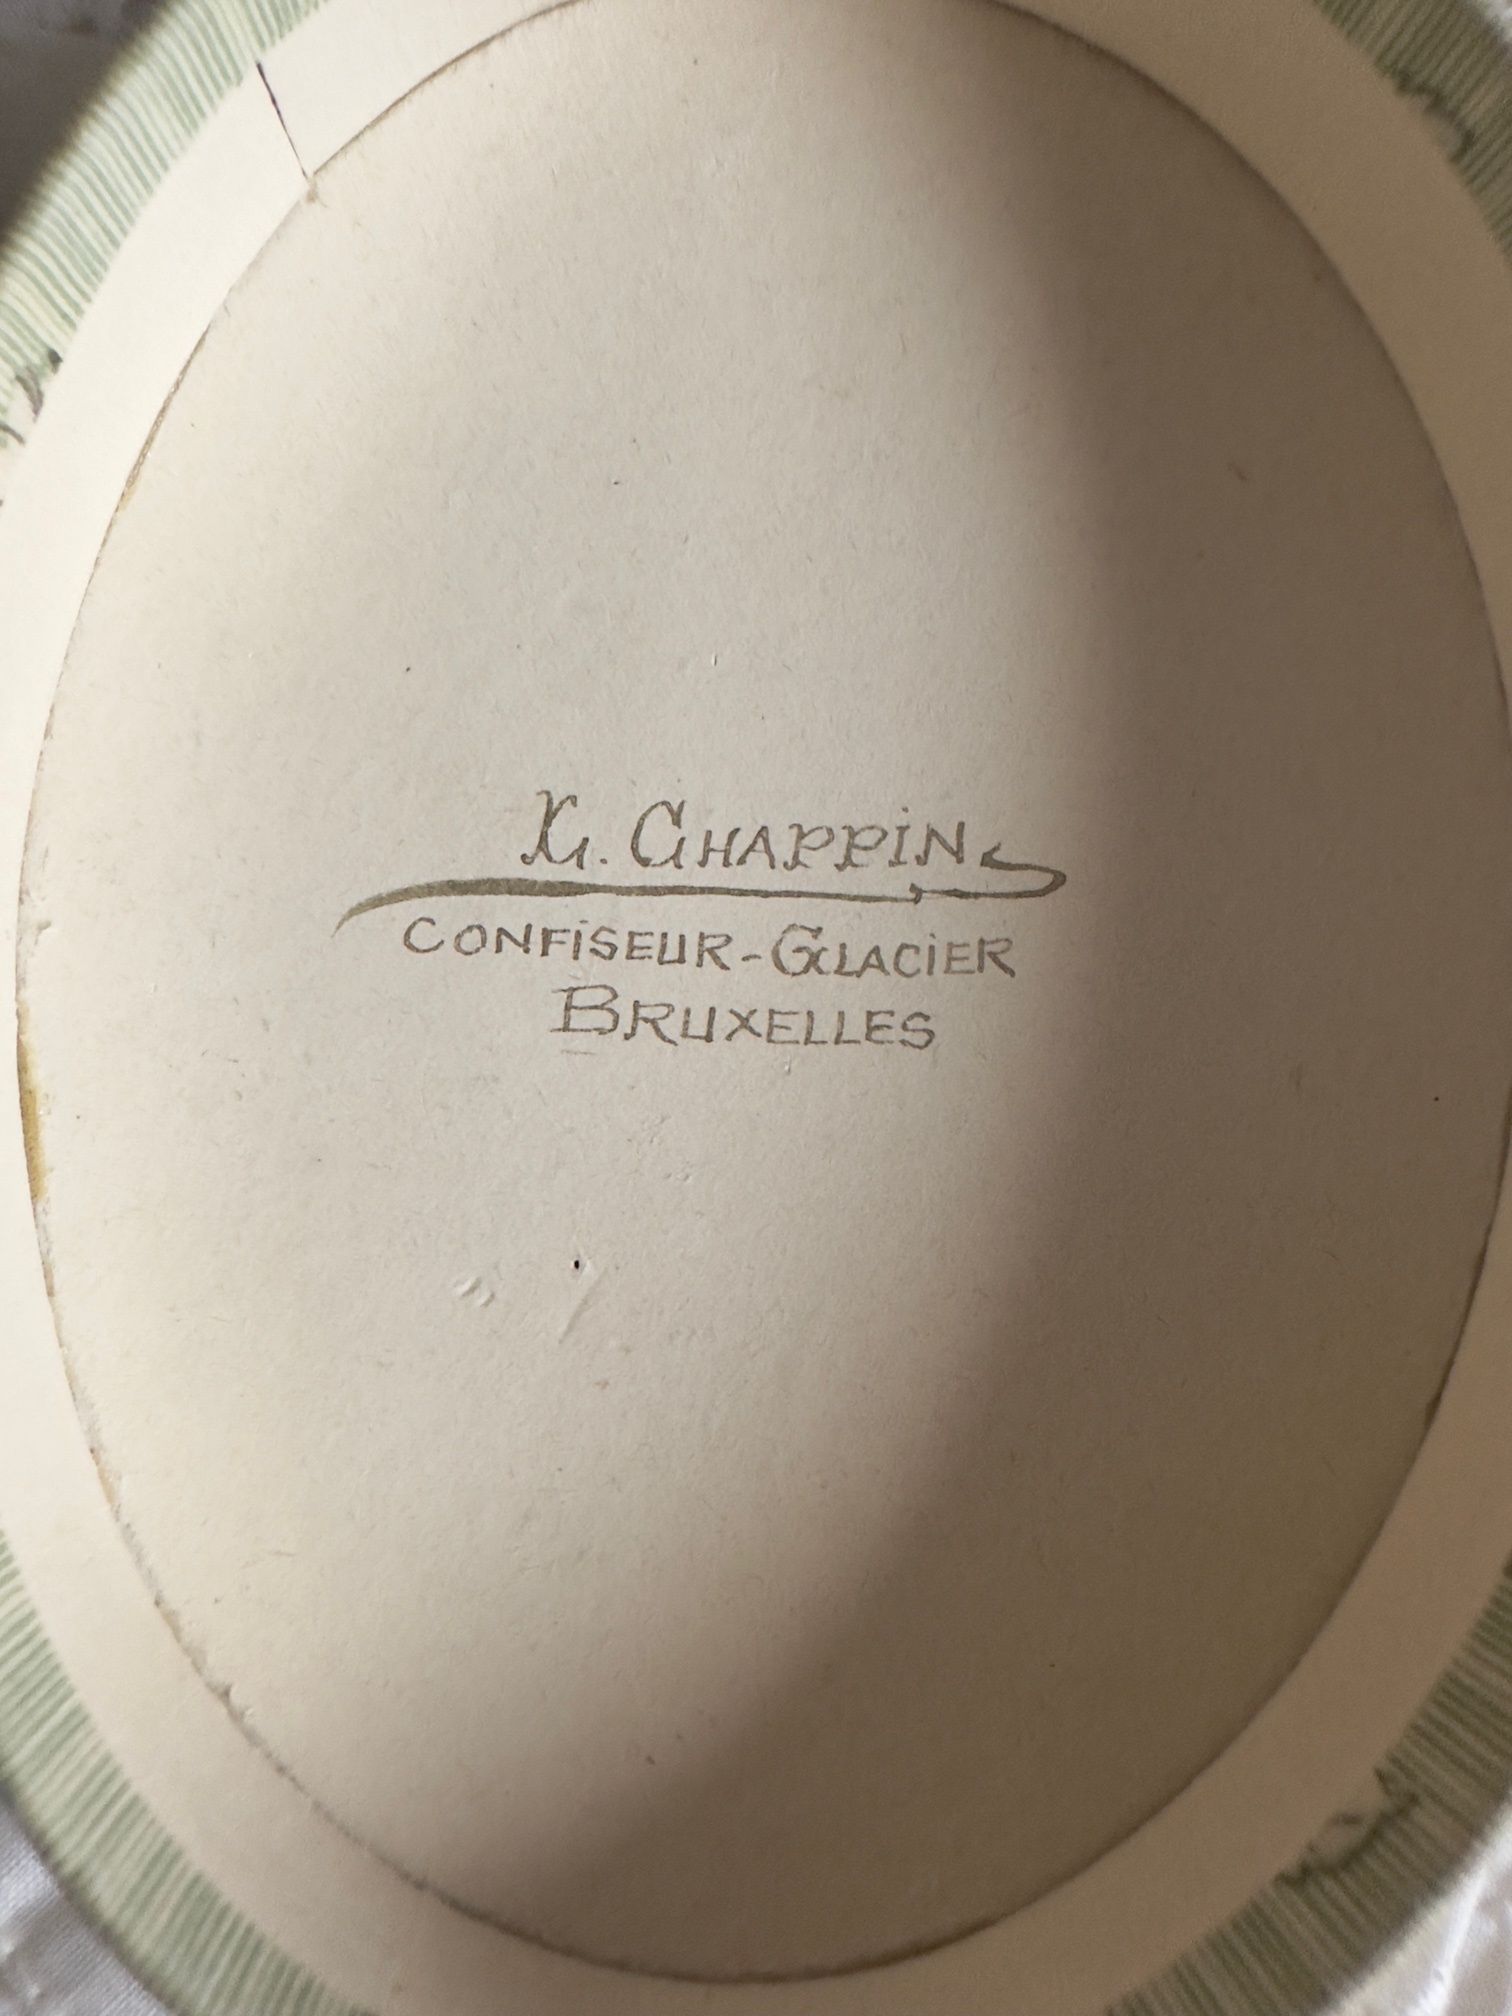 X. CHAPPIN
CONFISEUR-GLACIER
BRUXELLES